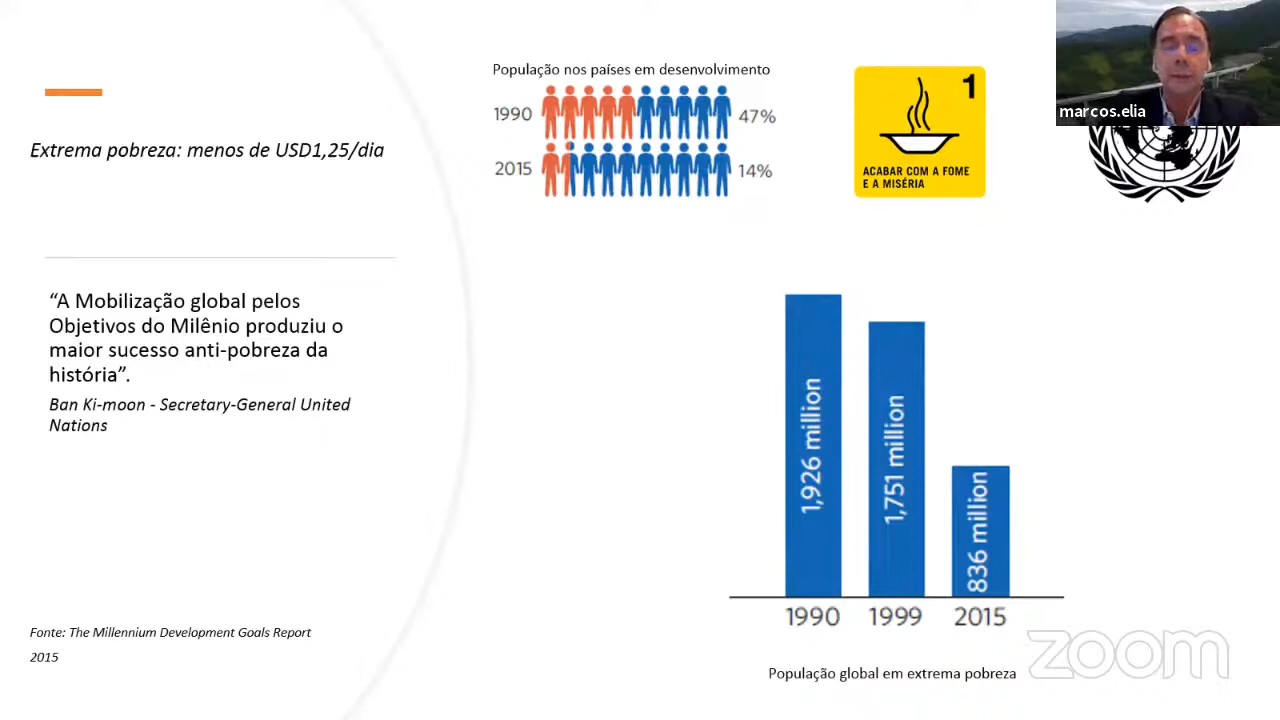 Extrema pobreza: menos de USD1,25/dia
“A Mobilização global pelos
Objetivos do Milênio produziu o
maior sucesso anti-pobreza da
história”.
Ban Ki-moon - Secretary-General United
Nations
Fonte: The Millennium Development Goals Report
2015
População nos países em desenvolvimento
1990
47%
2015
14%
1
ACABAR COM A FOME
E A MISÉRIA
marcos.elia
1,926 million
1,751 million
836 million
1990
1999
2015
População global em extrema pobreza
zoom